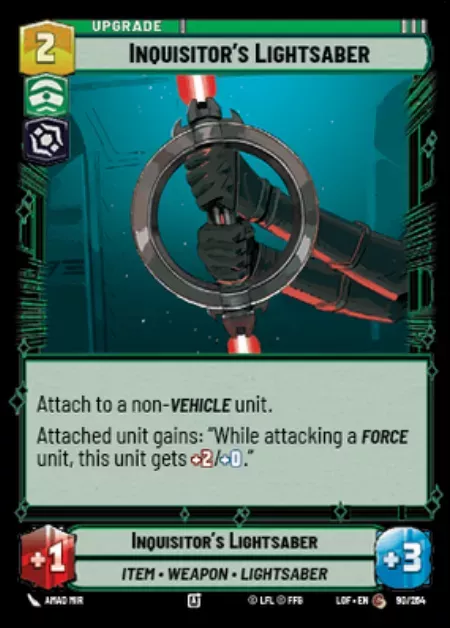 UPGRADE
2
INQUISITOR'S LIGHTSABER
Attach to a non-VEHICLE unit.
Attached unit gains: "While attacking a FORCE
unit, this unit gets +2/+0."
+1
INQUISITOR'S LIGHTSABER
+3
ITEM • WEAPON • LIGHTSABER
AMAD MIR
© LFL © FFG
LOF • EN
90/264